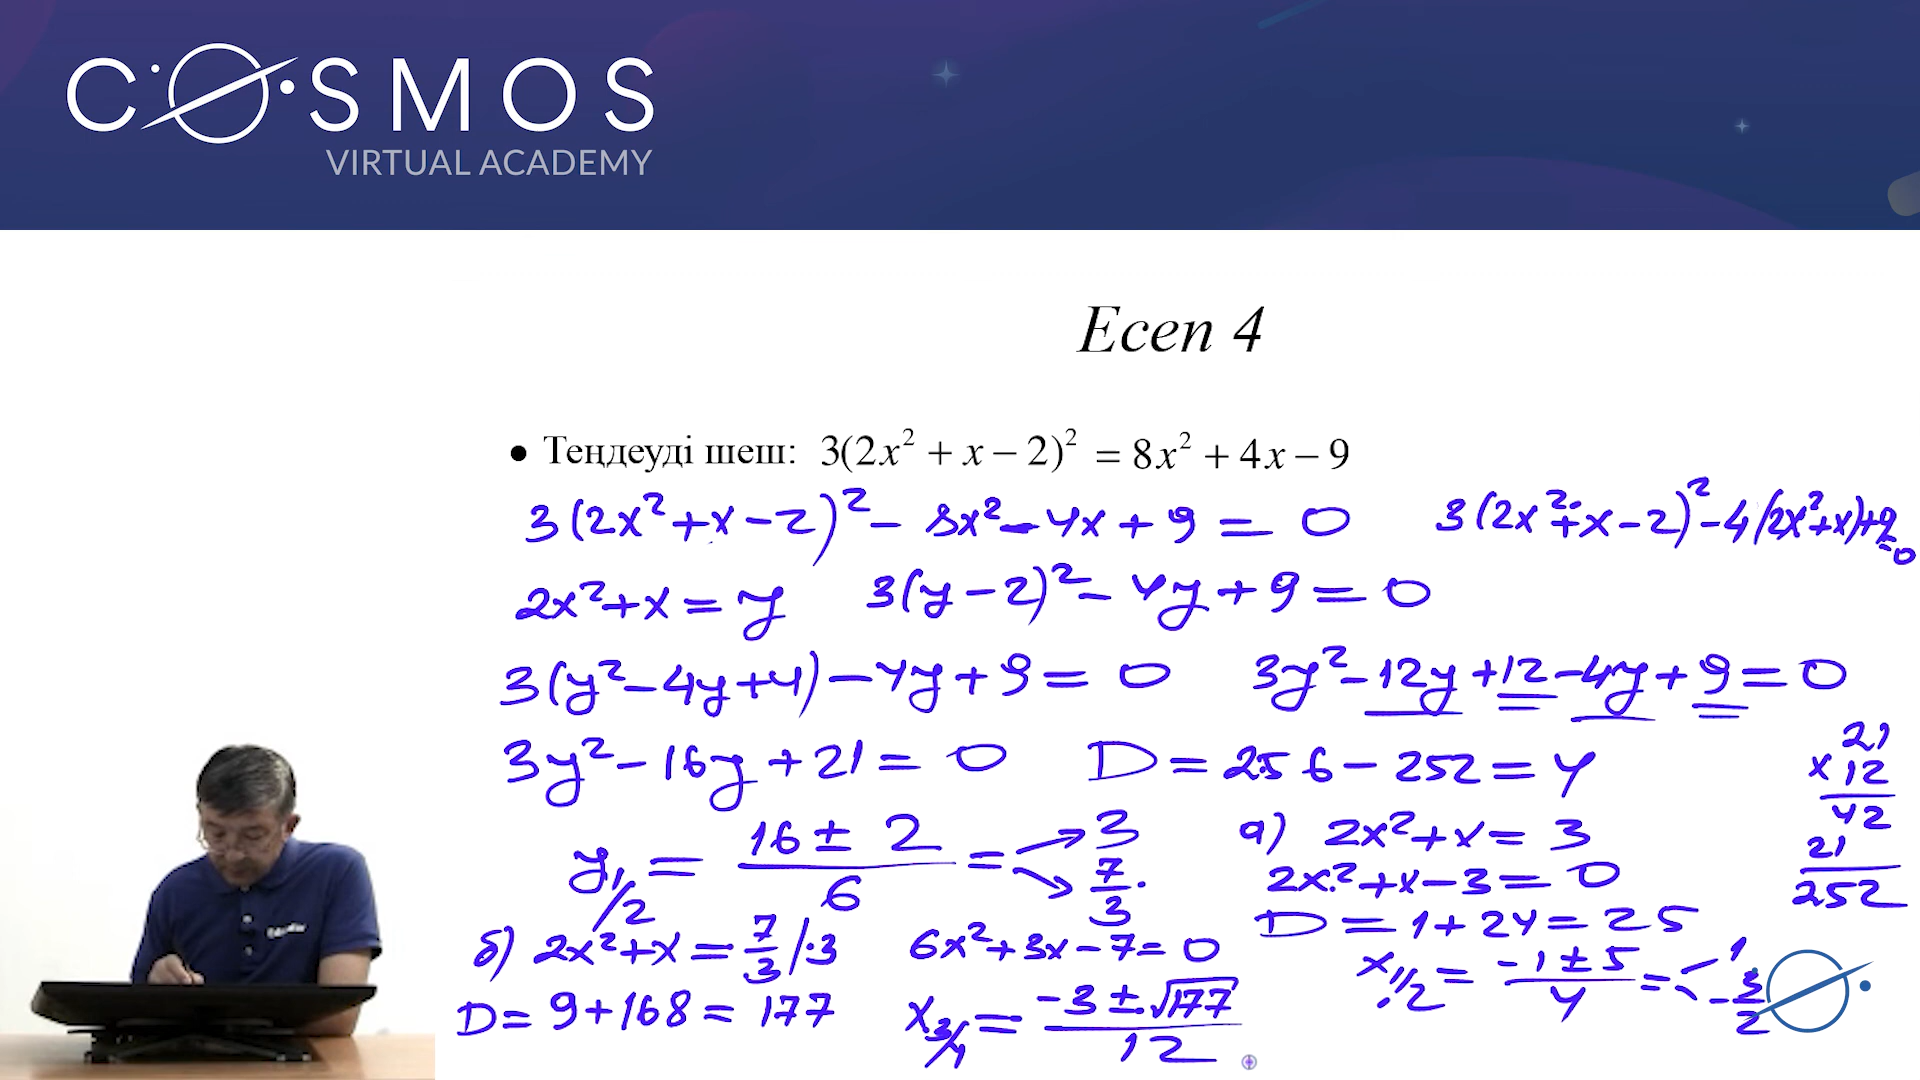 COSMOS
VIRTUAL ACADEMY
Есеп 4
• Теңдеуді шеш: 3(2x² + x − 2)² = 8x² + 4x − 9
3(2x²+x−2)² − 8x² − 4x + 9 = 0
3(2x²+x−2)² − 4(2x²+x)+9=0
2x²+x = y
3(y−2)² − 4y + 9 = 0
3(y²−4y+4) − 4y + 9 = 0
3y² − 12y + 12 − 4y + 9 = 0
3y² − 16y + 21 = 0
D = 256 − 252 = 4
21
x 12
42
21
252
y1/2 = (16 ± 2)/6 = 3
7/3
а) 2x²+x = 3
2x²+x−3 = 0
D = 1+24 = 25
x1/2 = (−1 ± 5)/4 = 1
−3/2
б) 2x²+x = 7/3 /·3
6x²+3x−7=0
D = 9+168 = 177
x3/4 = (−3 ± √177)/12